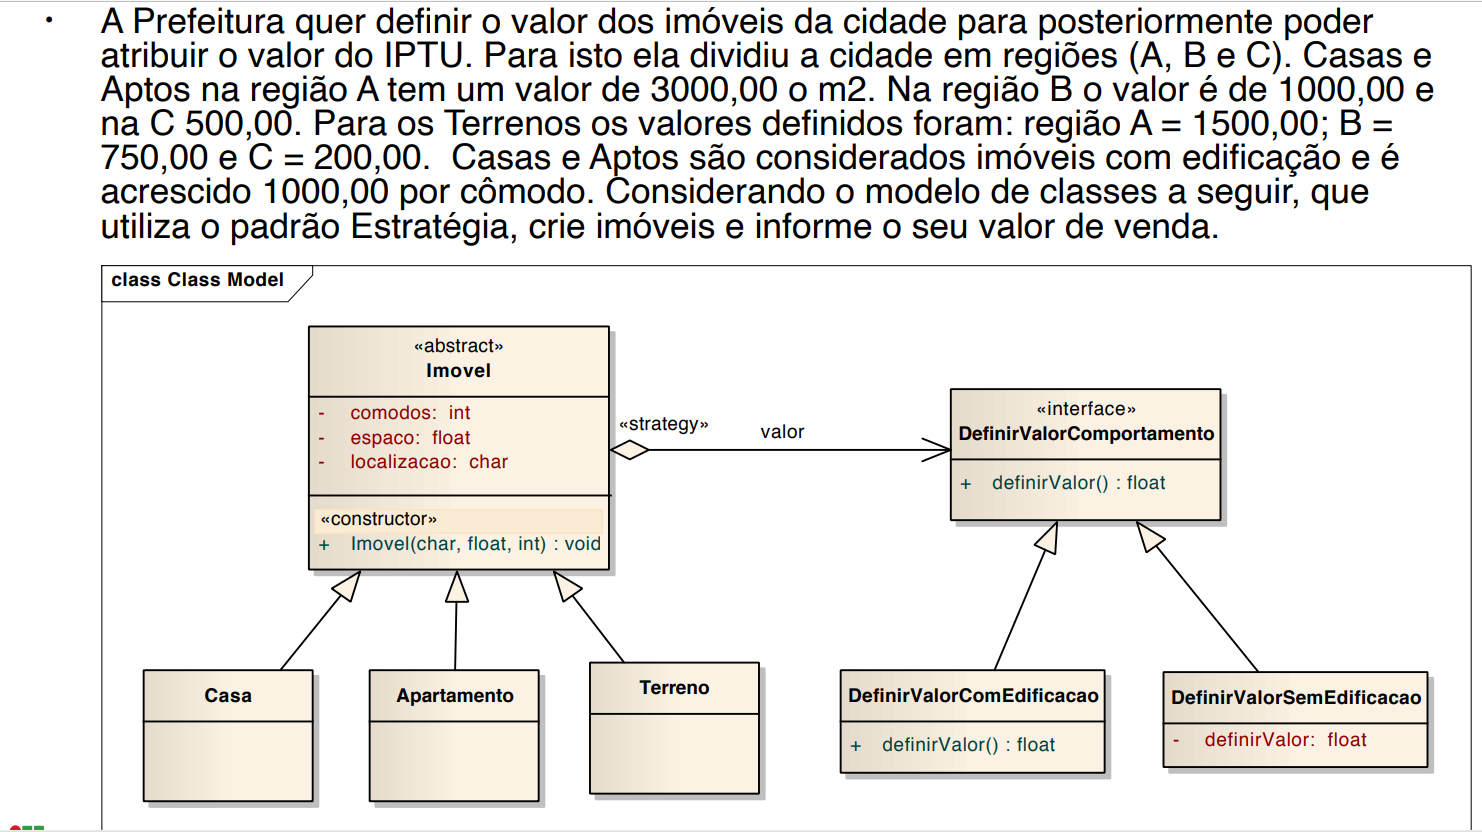 • A Prefeitura quer definir o valor dos imóveis da cidade para posteriormente poder
atribuir o valor do IPTU. Para isto ela dividiu a cidade em regiões (A, B e C). Casas e
Aptos na região A tem um valor de 3000,00 o m2. Na região B o valor é de 1000,00 e
na C 500,00. Para os Terrenos os valores definidos foram: região A = 1500,00; B =
750,00 e C = 200,00.  Casas e Aptos são considerados imóveis com edificação e é
acrescido 1000,00 por cômodo. Considerando o modelo de classes a seguir, que
utiliza o padrão Estratégia, crie imóveis e informe o seu valor de venda.
class Class Model
«abstract»
Imovel
- comodos: int
- espaco: float
- localizacao: char
«constructor»
+ Imovel(char, float, int) : void
«strategy»
valor
«interface»
DefinirValorComportamento
+ definirValor() : float
Casa
Apartamento
Terreno
DefinirValorComEdificacao
+ definirValor() : float
DefinirValorSemEdificacao
- definirValor: float